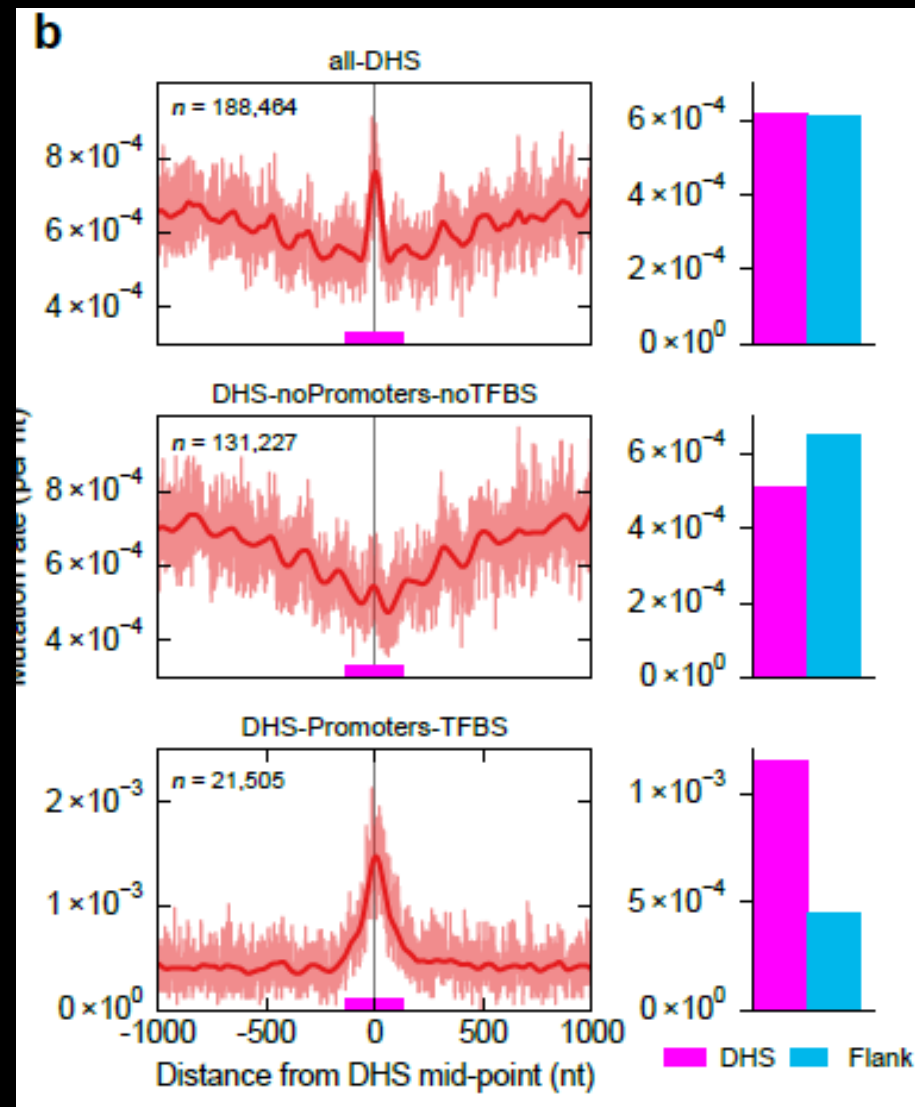 b
all-DHS
n = 188,464
8 ×10⁻⁴
6 ×10⁻⁴
4 ×10⁻⁴
6 ×10⁻⁴
4 ×10⁻⁴
2 ×10⁻⁴
0 ×10⁰
DHS-noPromoters-noTFBS
n = 131,227
8 ×10⁻⁴
6 ×10⁻⁴
4 ×10⁻⁴
6 ×10⁻⁴
4 ×10⁻⁴
2 ×10⁻⁴
0 ×10⁰
Mutation rate (per nt)
DHS-Promoters-TFBS
n = 21,505
2 ×10⁻³
1 ×10⁻³
0 ×10⁰
1 ×10⁻³
5 ×10⁻⁴
0 ×10⁰
-1000 -500 0 500 1000
Distance from DHS mid-point (nt)
DHS Flank